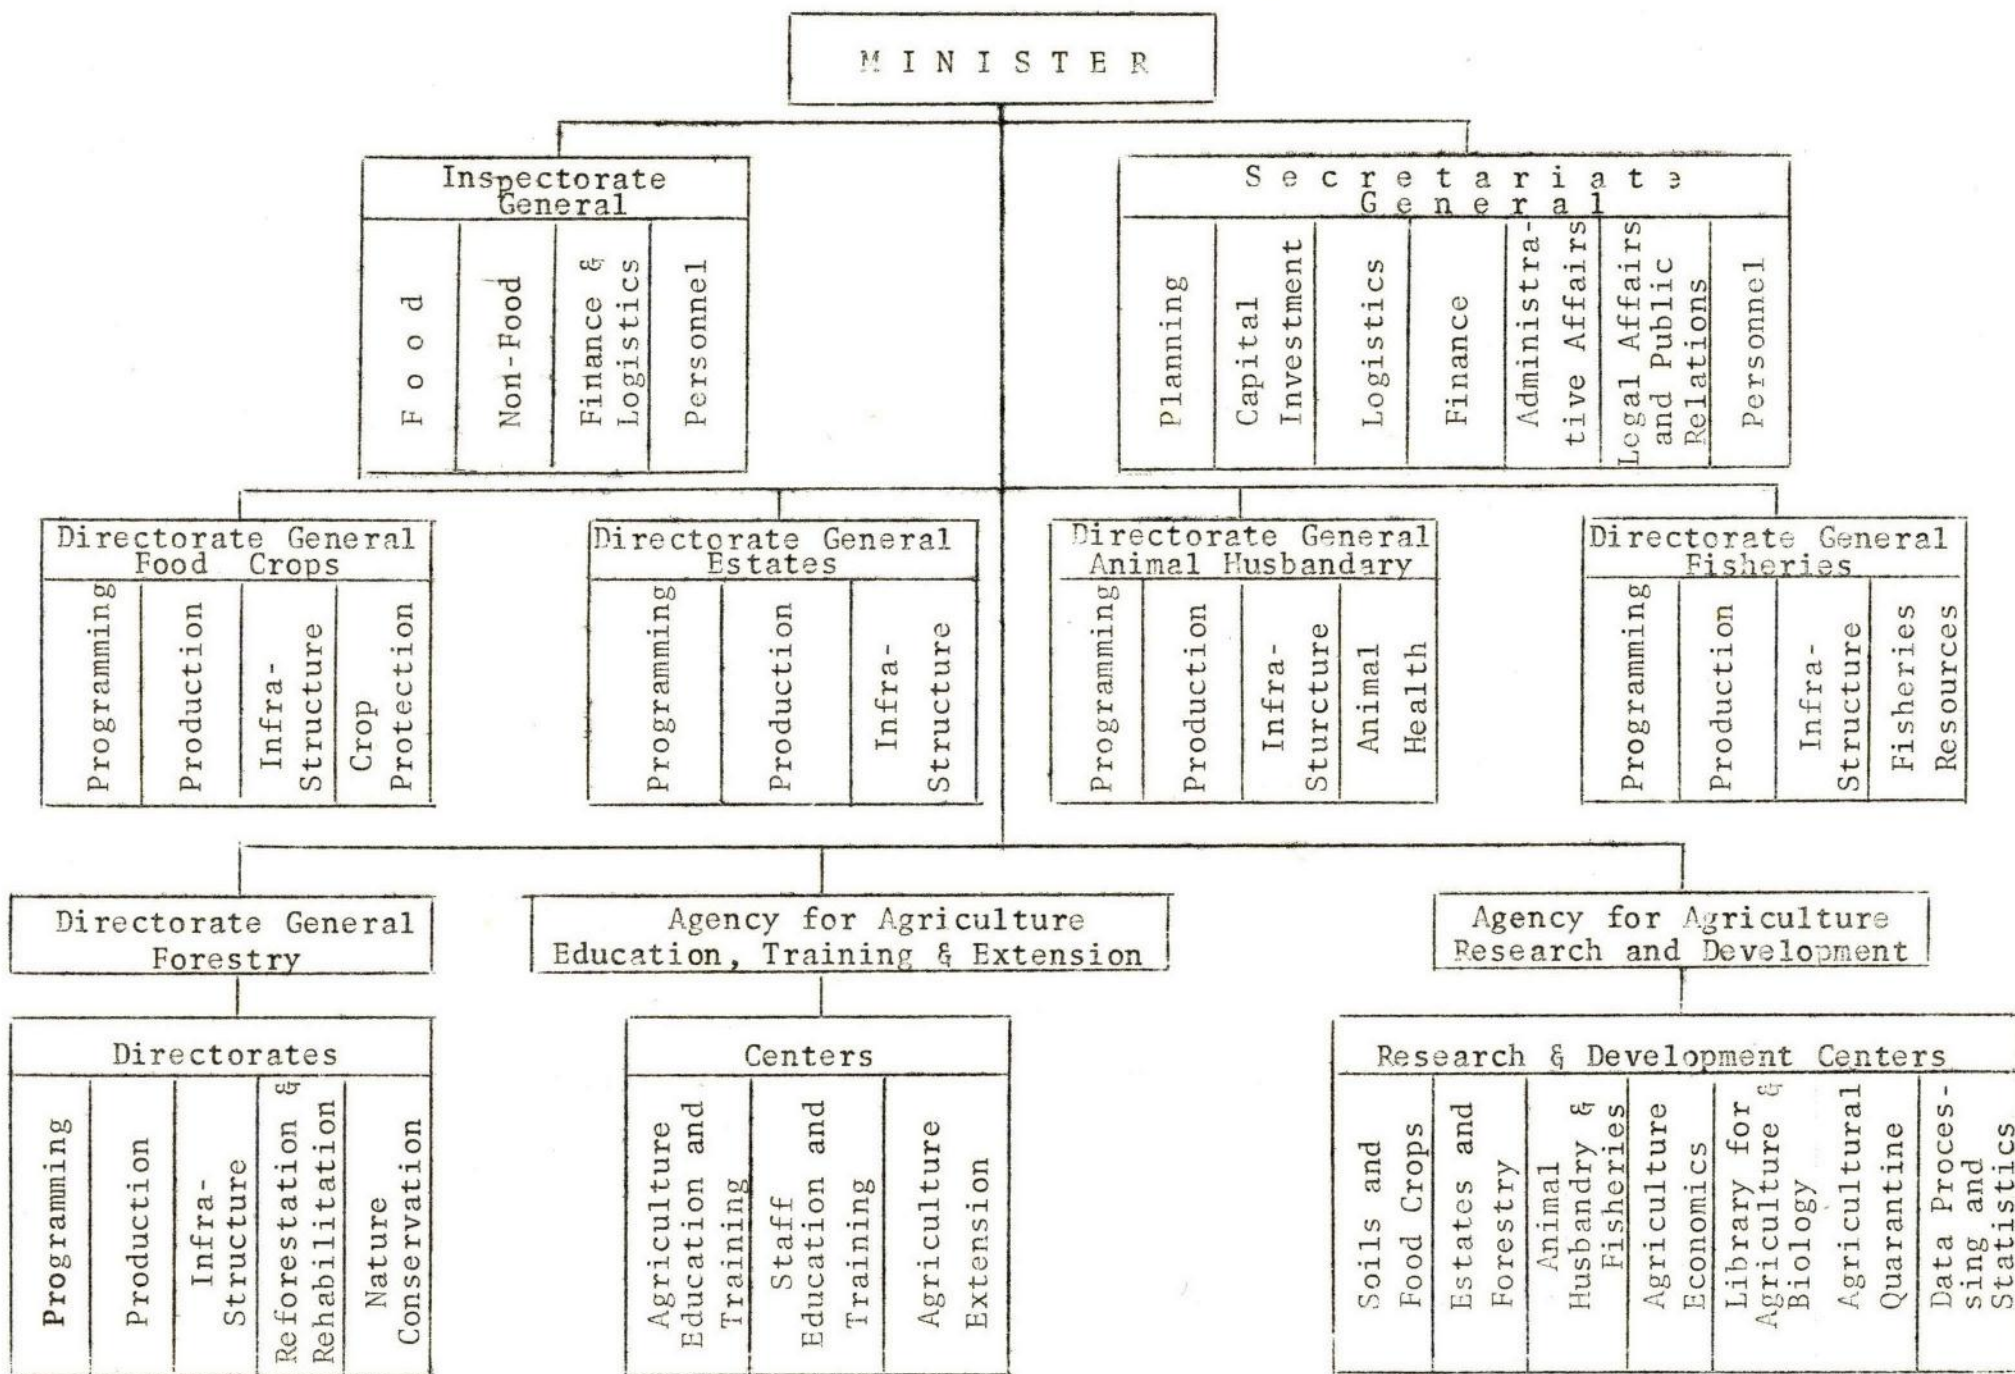 M I N I S T E R
Inspectorate
General
F o o d
Non-Food
Finance &
Logistics
Personnel
S e c r e t a r i a t e
G e n e r a l
Planning
Capital
Investment
Logistics
Finance
Administra-
tive Affairs
Legal Affairs
and Public
Relations
Personnel
Directorate General
Food Crops
Programming
Production
Infra-
Structure
Crop
Protection
Directorate General
Estates
Programming
Production
Infra-
Structure
Directorate General
Animal Husbandary
Programming
Production
Infra-
Sturcture
Animal
Health
Directorate General
Fisheries
Programming
Production
Infra-
Structure
Fisheries
Resources
Directorate General
Forestry
Directorates
Programming
Production
Infra-
Structure
Reforestation &
Rehabilitation
Nature
Conservation
Agency for Agriculture
Education, Training & Extension
Centers
Agriculture
Education and
Training
Staff
Education and
Training
Agriculture
Extension
Agency for Agriculture
Research and Development
Research & Development Centers
Soils and
Food Crops
Estates and
Forestry
Animal
Husbandry &
Fisheries
Agriculture
Economics
Library for
Agriculture &
Biology
Agricultural
Quarantine
Data Proces-
sing and
Statistics